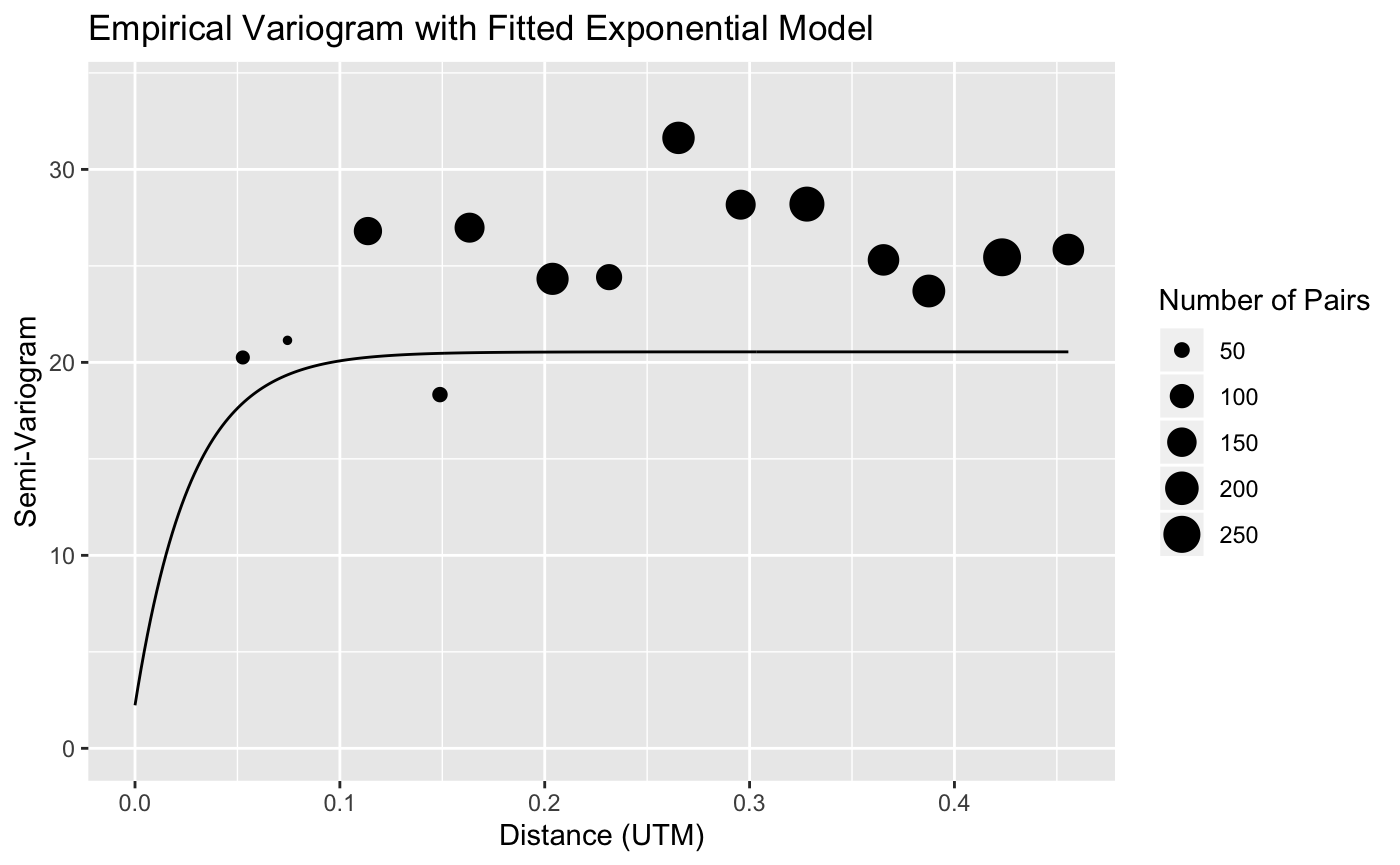 Empirical Variogram with Fitted Exponential Model
Semi-Variogram
30
20
10
0
0.0 0.1 0.2 0.3 0.4
Distance (UTM)
Number of Pairs
50
100
150
200
250